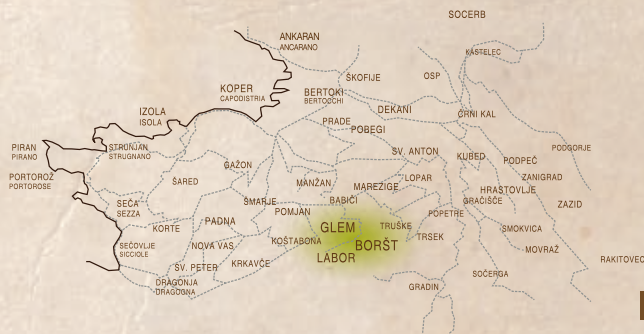 SOCERB
ANKARAN
ANCARANO
KASTELEC
ŠKOFIJE
OSP
KOPER
CAPODISTRIA
BERTOKI
BERTOCCHI
IZOLA
ISOLA
DEKANI
ČRNI KAL
PRADE
POBEGI
PIRAN
PIRANO
STRUNJAN
STRUGNANO
SV. ANTON
KUBED
PODPEČ
PODGORJE
GAŽON
PORTOROŽ
PORTOROSE
ŠARED
MANŽAN
MAREZIGE
LOPAR
ZANIGRAD
HRASTOVLJE
GRAČIŠČE
ZAZID
SEČA
SEZZA
ŠMARJE
BABIČI
POMJAN
POPETRE
KORTE
PADNA
GLEM
TRUŠKE
SMOKVICA
TRSEK
KOŠTABONA
BORŠT
SEČOVLJE
SICCIOLE
NOVA VAS
MOVRAŽ
LABOR
RAKITOVEC
SV. PETER
KRKAVČE
SOČERGA
DRAGONJA
DRAGOGNA
GRADIN